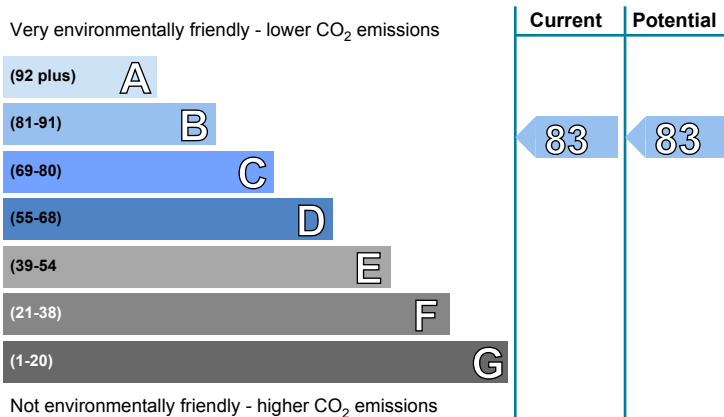 Very environmentally friendly - lower CO2 emissions
Current Potential
(92 plus) A
(81-91) B
83 83
(69-80) C
(55-68) D
(39-54 E
(21-38) F
(1-20) G
Not environmentally friendly - higher CO2 emissions